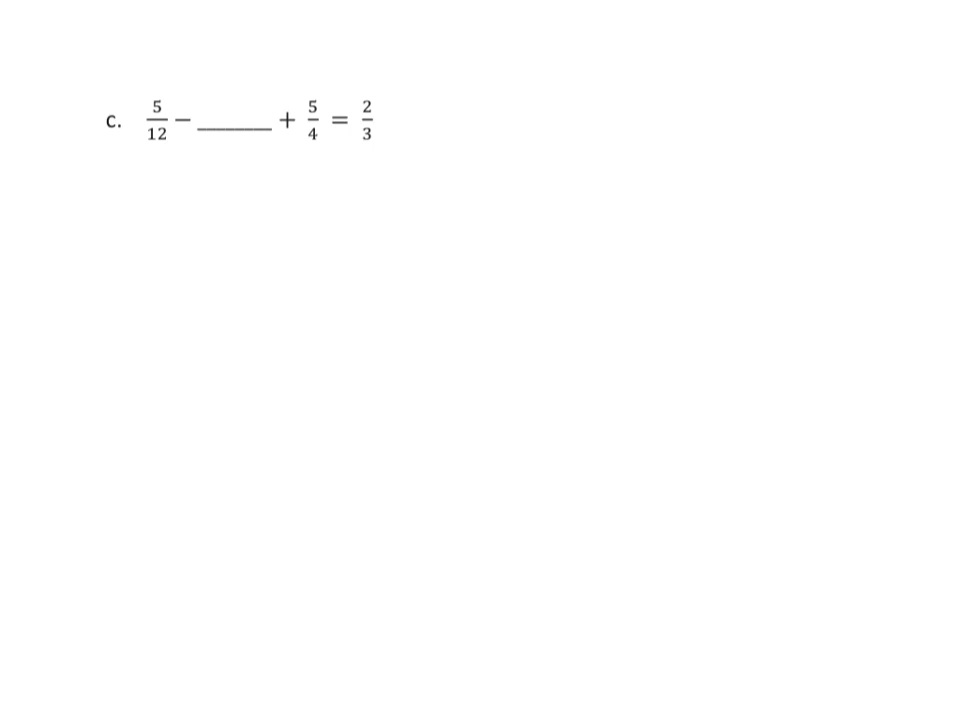 c. 5/12 − ______ + 5/4 = 2/3